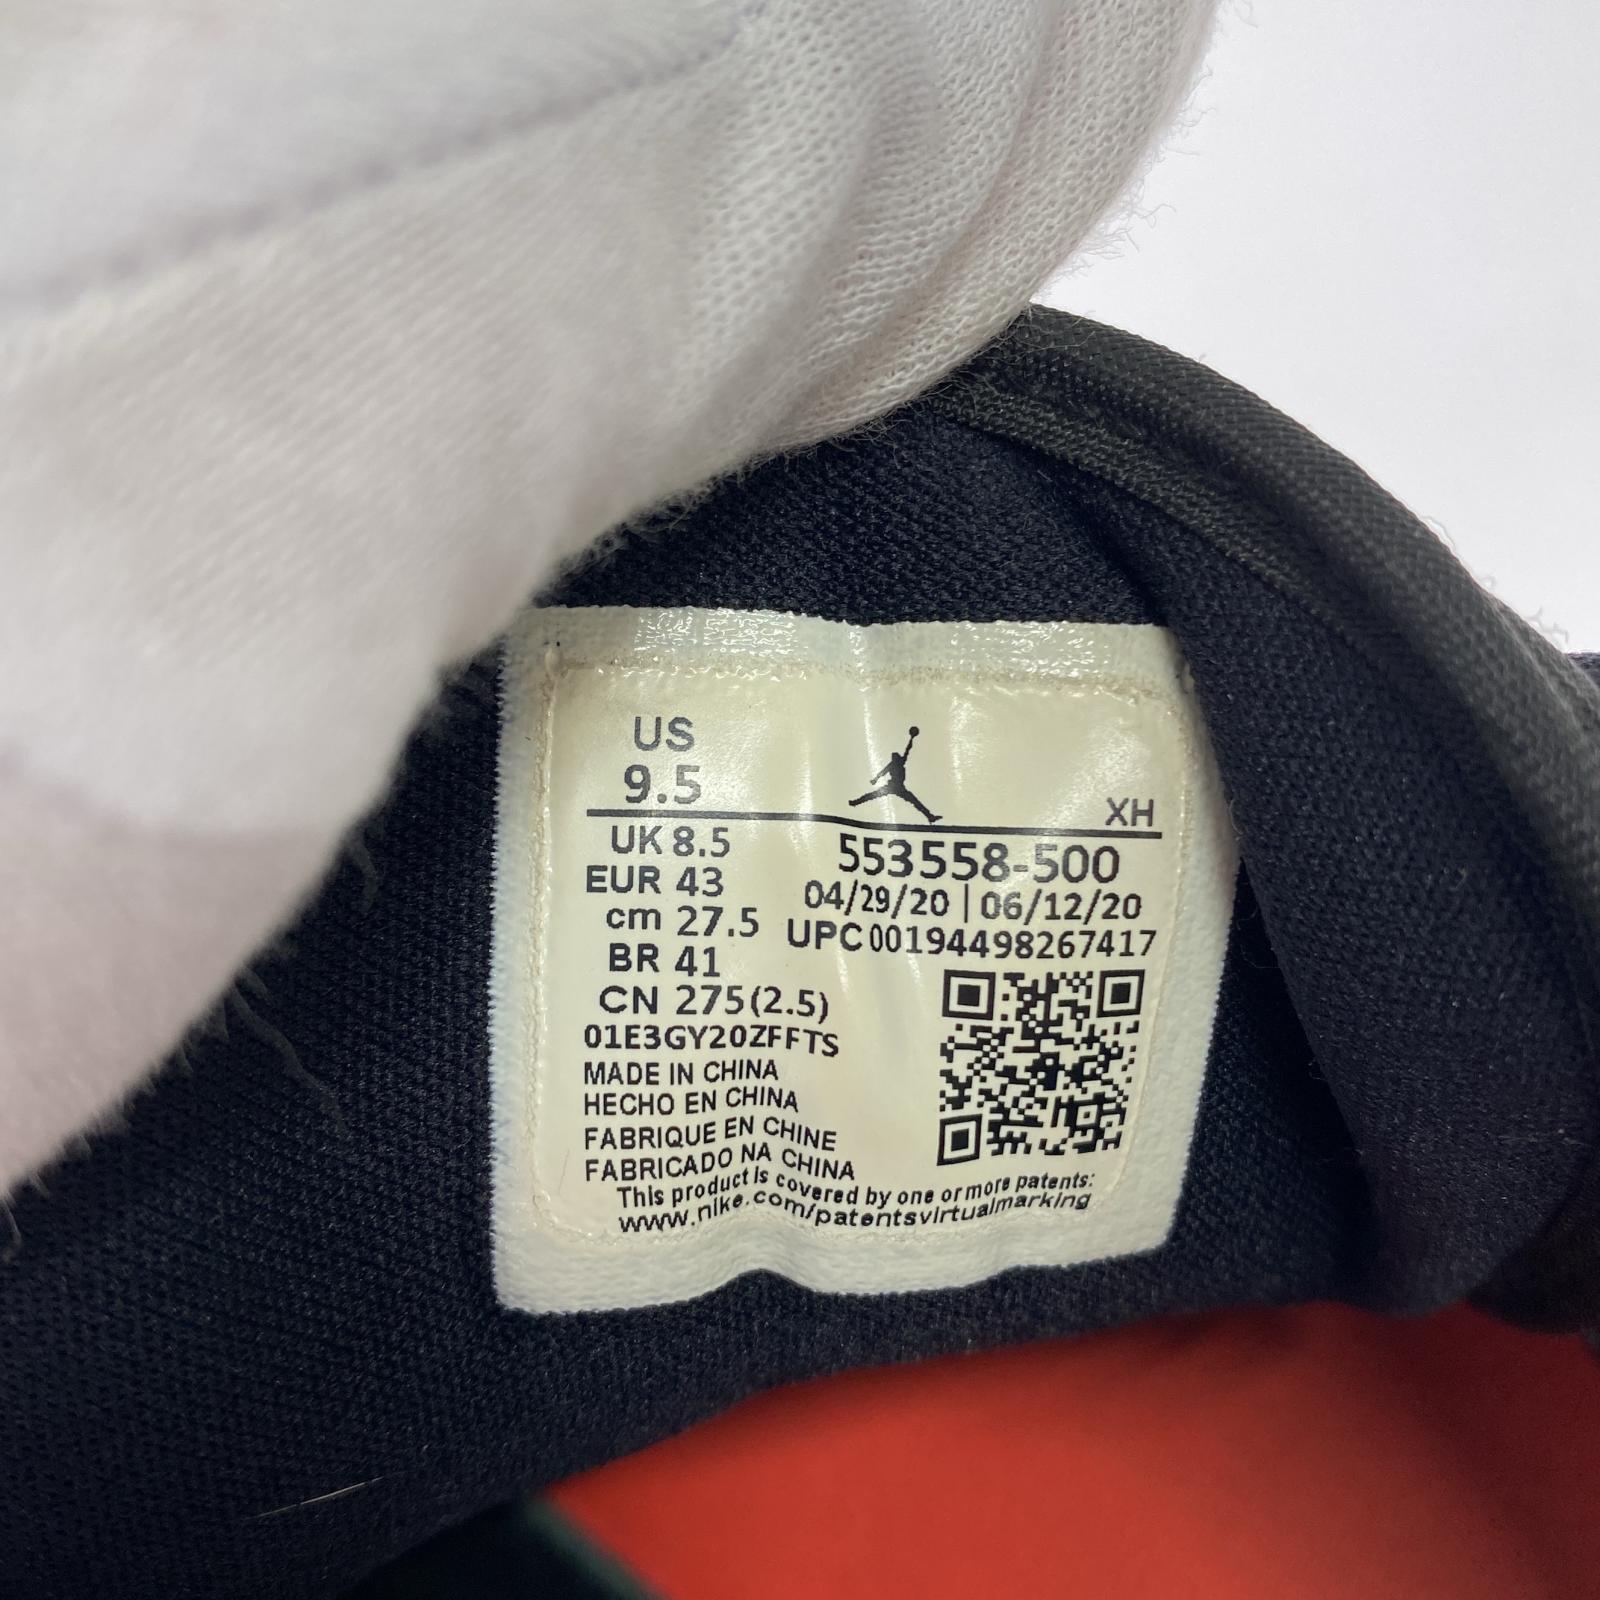 US
9.5
XH
UK 8.5
EUR 43
cm 27.5
BR 41
CN 275(2.5)
553558-500
04/29/20 | 06/12/20
UPC 00194498267417
01E3GY20ZFFTS
MADE IN CHINA
HECHO EN CHINA
FABRIQUE EN CHINE
FABRICADO NA CHINA
This product is covered by one or more patents:
www.nike.com/patentsvirtualmarking